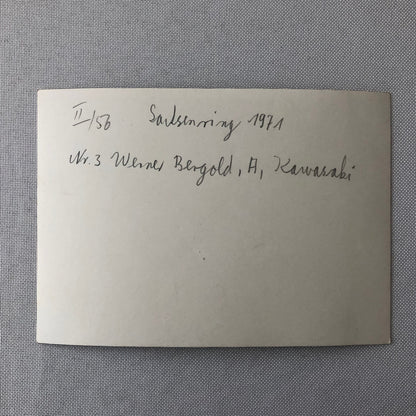 II/56 Sachsenring 1971
Nr. 3 Werner Bergold, A, Kawasaki